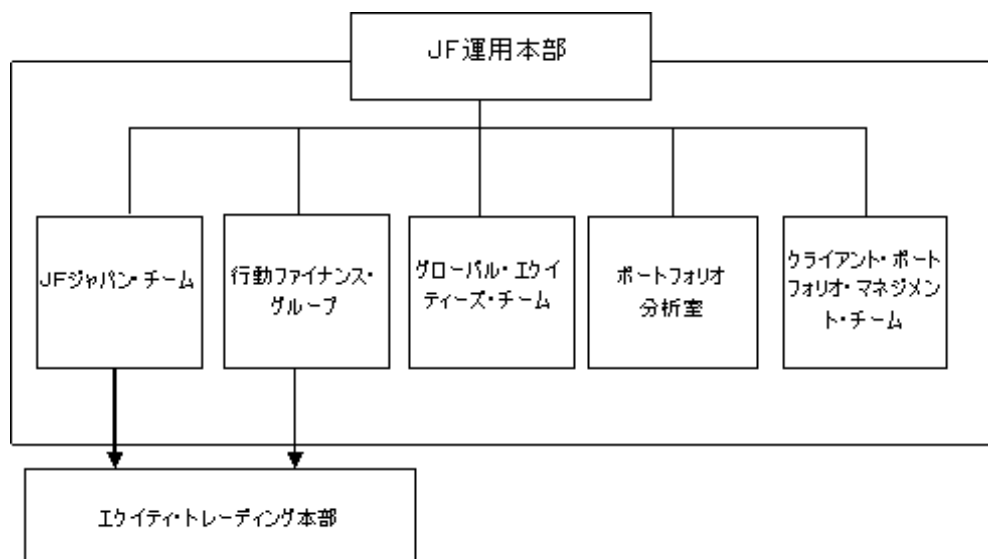 JF運用本部
JFジャパン・チーム
行動ファイナンス・
グループ
グローバル・エクイ
ティーズ・チーム
ポートフォリオ
分析室
クライアント・ポート
フォリオ・マネジメン
ト・チーム
エクイティ・トレーディング本部